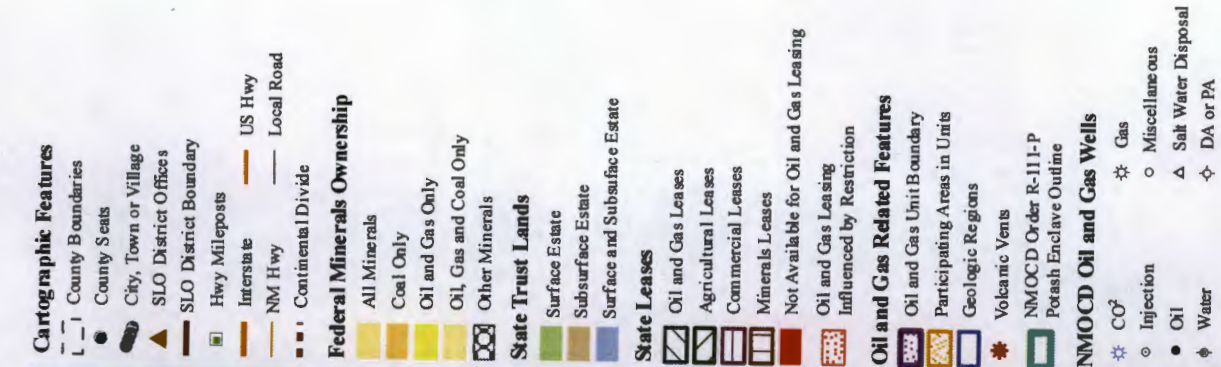 Cartographic Features
County Boundaries
County Seats
City, Town or Village
SLO District Offices
SLO District Boundary
Hwy Mileposts
Interstate
US Hwy
NM Hwy
Local Road
Continental Divide
Federal Minerals Ownership
All Minerals
Coal Only
Oil and Gas Only
Oil, Gas and Coal Only
Other Minerals
State Trust Lands
Surface Estate
Subsurface Estate
Surface and Subsuface Estate
State Leases
Oil and Gas Leases
Agricultural Leases
Commercial Leases
Minerals Leases
Not Available for Oil and Gas Leasing
Oil and Gas Leasing
Influenced by Restriction
Oil and Gas Related Features
Oil and Gas Unit Boundary
Participating Areas in Units
Geologic Regions
Volcanic Vents
NMOCD Order R-111-P
Potash Enclave Outline
NMOCD Oil and Gas Wells
CO²
Gas
Injection
Miscellaneous
Oil
Salt Water Disposal
Water
DA or PA